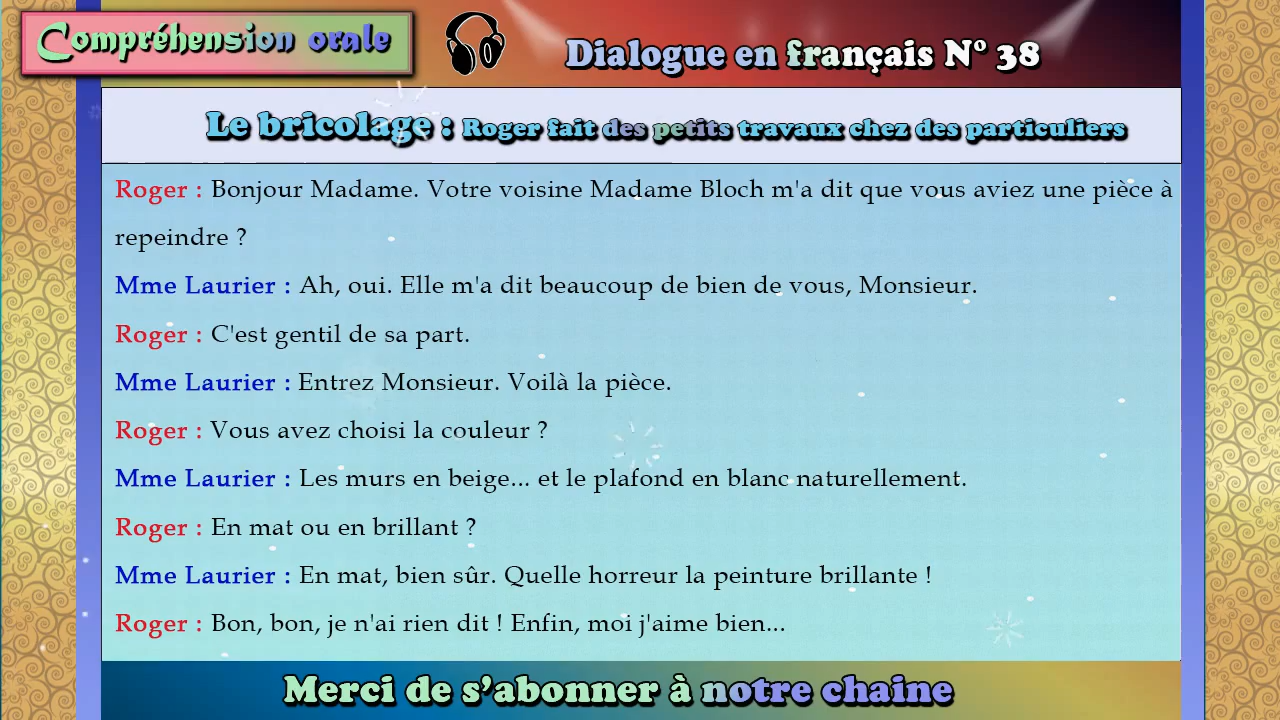 Compréhension orale
Dialogue en français N° 38
Le bricolage : Roger fait des petits travaux chez des particuliers
Roger : Bonjour Madame. Votre voisine Madame Bloch m'a dit que vous aviez une pièce à
repeindre ?
Mme Laurier : Ah, oui. Elle m'a dit beaucoup de bien de vous, Monsieur.
Roger : C'est gentil de sa part.
Mme Laurier : Entrez Monsieur. Voilà la pièce.
Roger : Vous avez choisi la couleur ?
Mme Laurier : Les murs en beige... et le plafond en blanc naturellement.
Roger : En mat ou en brillant ?
Mme Laurier : En mat, bien sûr. Quelle horreur la peinture brillante !
Roger : Bon, bon, je n'ai rien dit ! Enfin, moi j'aime bien...
Merci de s’abonner à notre chaine